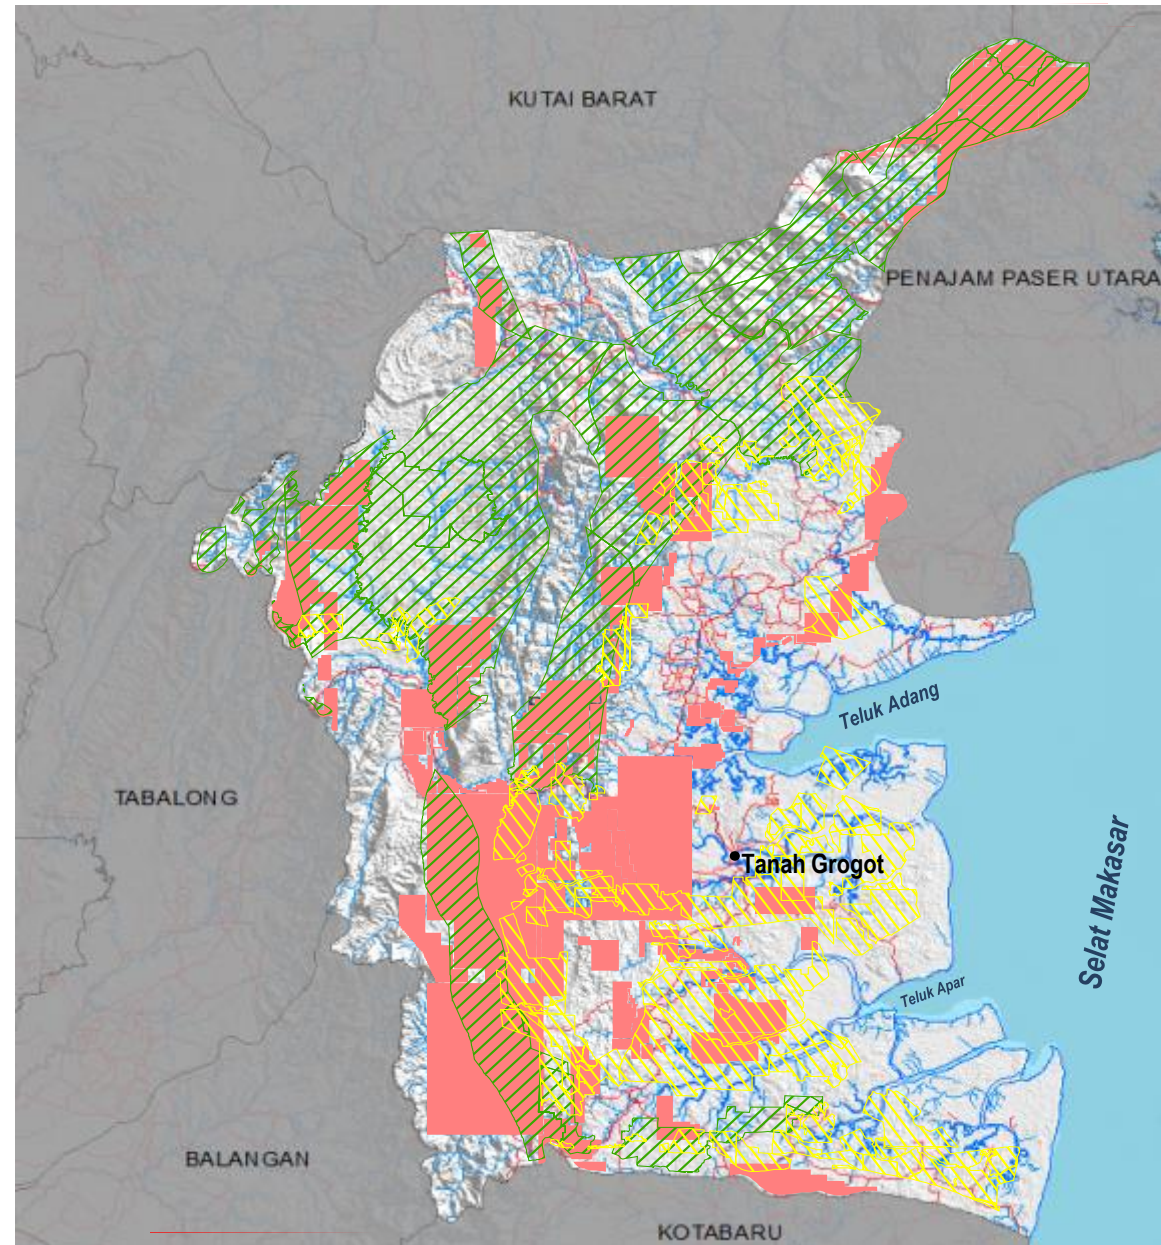 KUTAI BARAT
PENAJAM PASER UTARA
Teluk Adang
TABALONG
Tanah Grogot
Selat Makasar
Teluk Apar
BALANGAN
KOTABARU